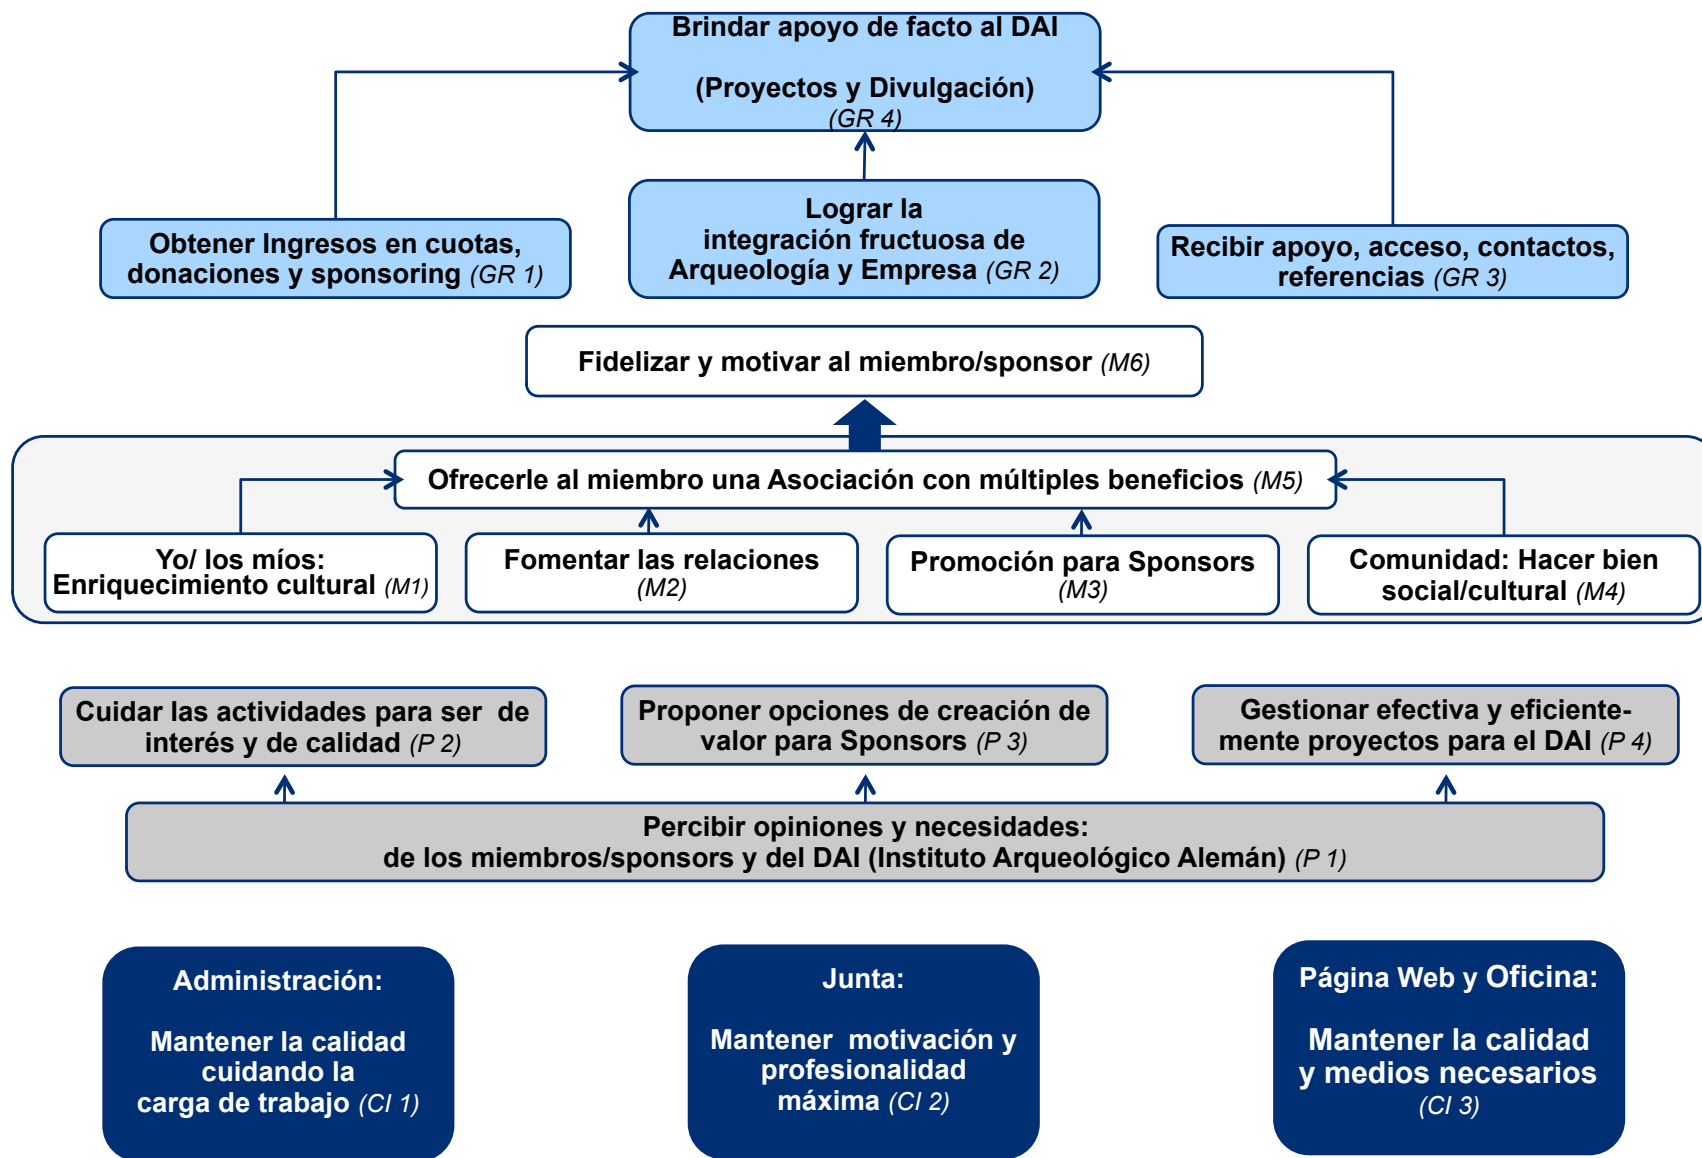 Brindar apoyo de facto al DAI
(Proyectos y Divulgación)
(GR 4)
Obtener Ingresos en cuotas,
donaciones y sponsoring (GR 1)
Lograr la
integración fructuosa de
Arqueología y Empresa (GR 2)
Recibir apoyo, acceso, contactos,
referencias (GR 3)
Fidelizar y motivar al miembro/sponsor (M6)
Ofrecerle al miembro una Asociación con múltiples beneficios (M5)
Yo/ los míos:
Enriquecimiento cultural (M1)
Fomentar las relaciones
(M2)
Promoción para Sponsors
(M3)
Comunidad: Hacer bien
social/cultural (M4)
Cuidar las actividades para ser de
interés y de calidad (P 2)
Proponer opciones de creación de
valor para Sponsors (P 3)
Gestionar efectiva y eficiente-
mente proyectos para el DAI (P 4)
Percibir opiniones y necesidades:
de los miembros/sponsors y del DAI (Instituto Arqueológico Alemán) (P 1)
Administración:
Mantener la calidad
cuidando la
carga de trabajo (CI 1)
Junta:
Mantener motivación y
profesionalidad
máxima (CI 2)
Página Web y Oficina:
Mantener la calidad
y medios necesarios
(CI 3)